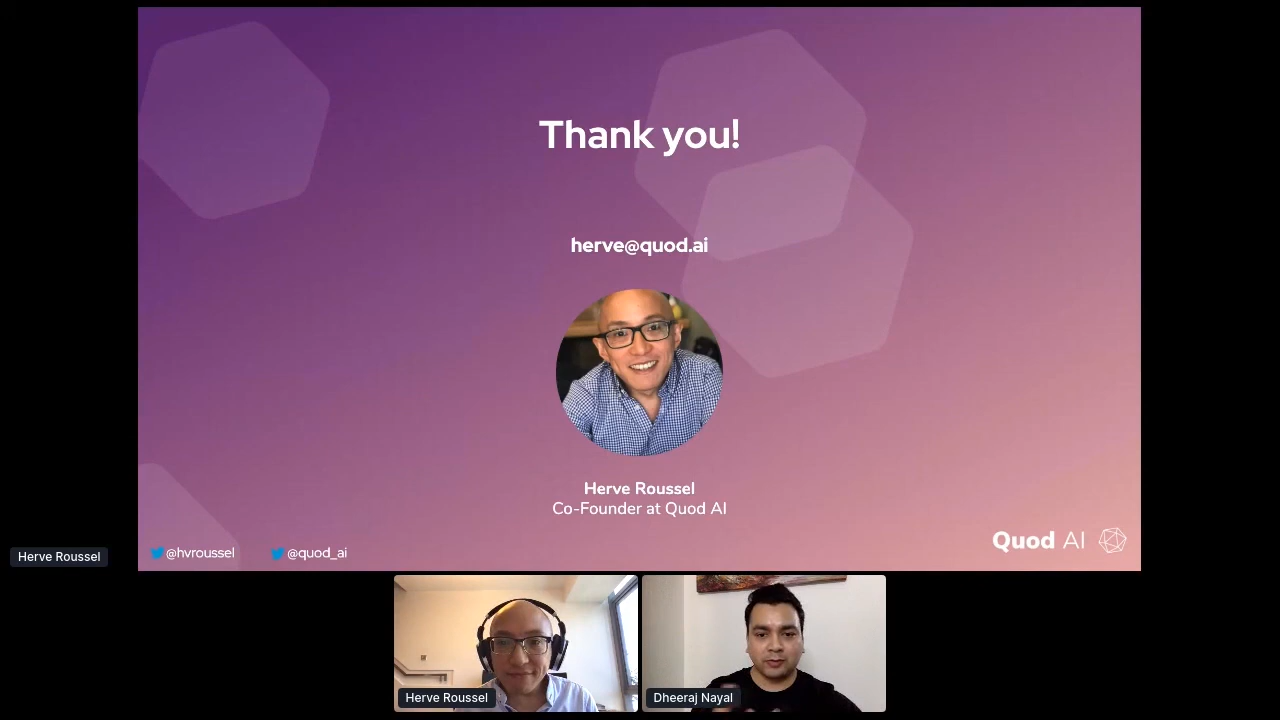 Thank you!
herve@quod.ai
Herve Roussel
Co-Founder at Quod AI
@hvroussel
@quod_ai
Quod AI
Herve Roussel
Herve Roussel
Dheeraj Nayal